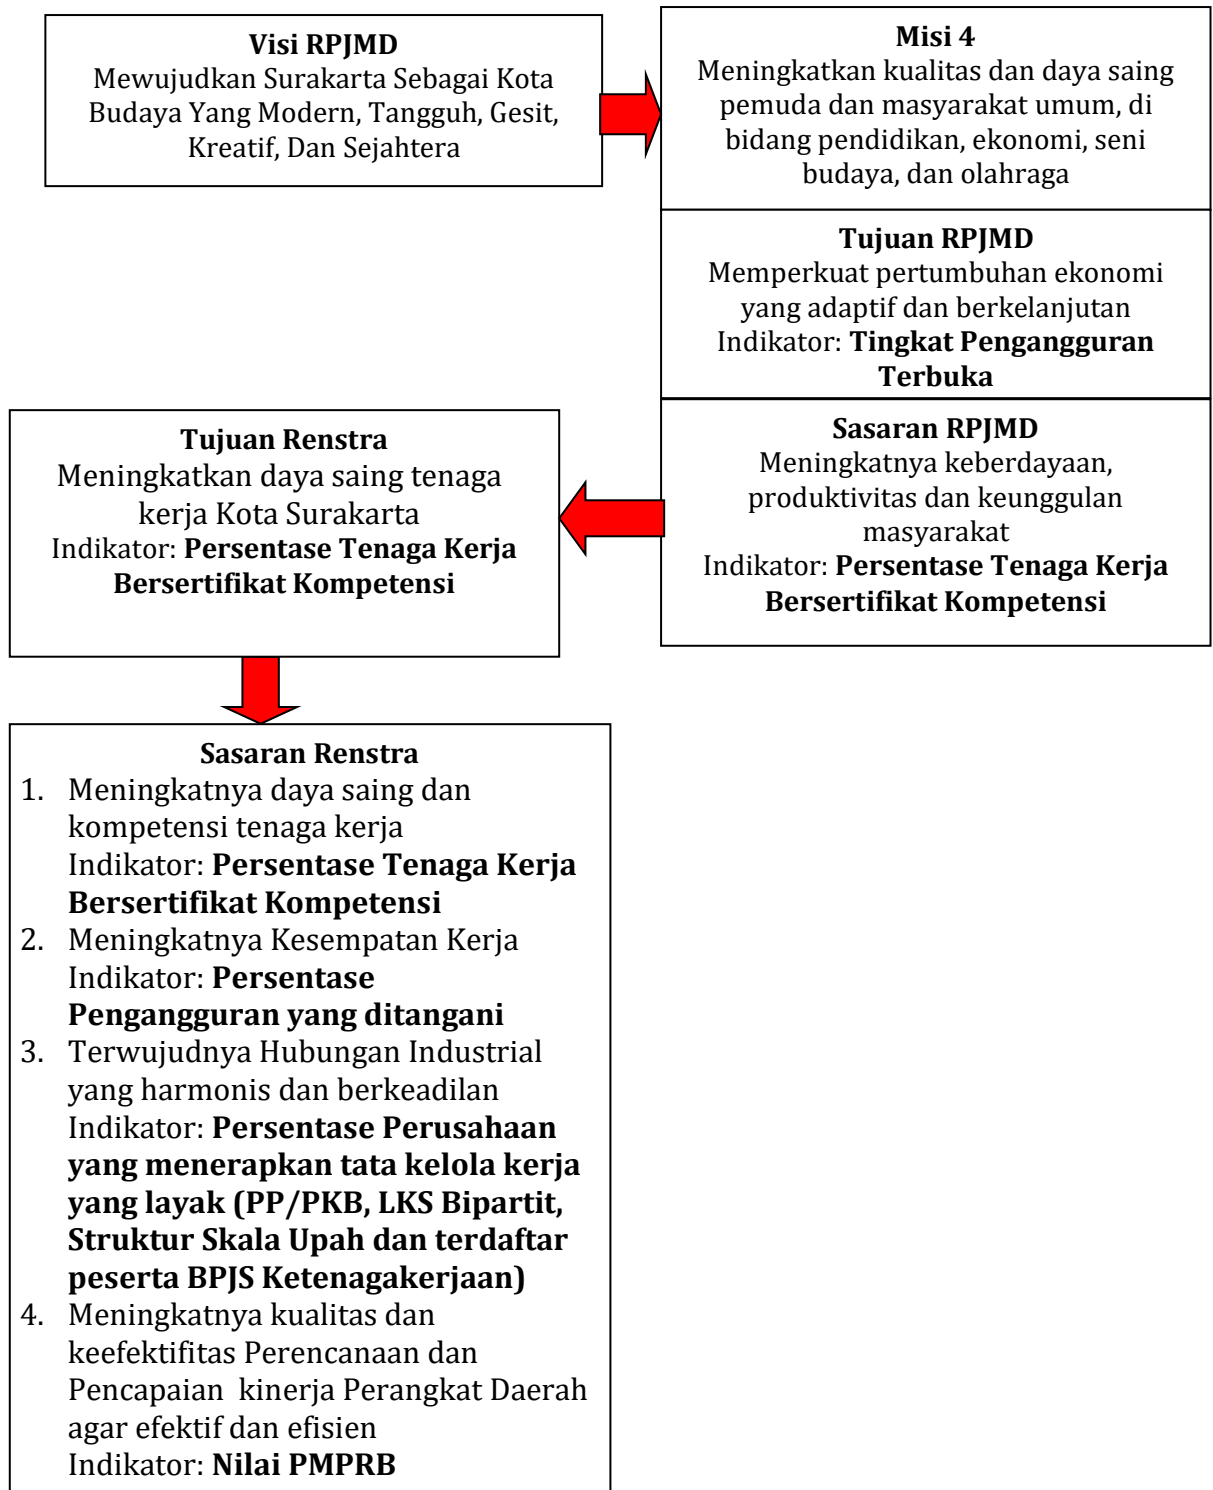 Visi RPJMD
Mewujudkan Surakarta Sebagai Kota
Budaya Yang Modern, Tangguh, Gesit,
Kreatif, Dan Sejahtera
Misi 4
Meningkatkan kualitas dan daya saing
pemuda dan masyarakat umum, di
bidang pendidikan, ekonomi, seni
budaya, dan olahraga
Tujuan RPJMD
Memperkuat pertumbuhan ekonomi
yang adaptif dan berkelanjutan
Indikator: Tingkat Pengangguran
Terbuka
Sasaran RPJMD
Meningkatnya keberdayaan,
produktivitas dan keunggulan
masyarakat
Indikator: Persentase Tenaga Kerja
Bersertifikat Kompetensi
Tujuan Renstra
Meningkatkan daya saing tenaga
kerja Kota Surakarta
Indikator: Persentase Tenaga Kerja
Bersertifikat Kompetensi
Sasaran Renstra
1. Meningkatnya daya saing dan
kompetensi tenaga kerja
Indikator: Persentase Tenaga Kerja
Bersertifikat Kompetensi
2. Meningkatnya Kesempatan Kerja
Indikator: Persentase
Pengangguran yang ditangani
3. Terwujudnya Hubungan Industrial
yang harmonis dan berkeadilan
Indikator: Persentase Perusahaan
yang menerapkan tata kelola kerja
yang layak (PP/PKB, LKS Bipartit,
Struktur Skala Upah dan terdaftar
peserta BPJS Ketenagakerjaan)
4. Meningkatnya kualitas dan
keefektifitas Perencanaan dan
Pencapaian kinerja Perangkat Daerah
agar efektif dan efisien
Indikator: Nilai PMPRB